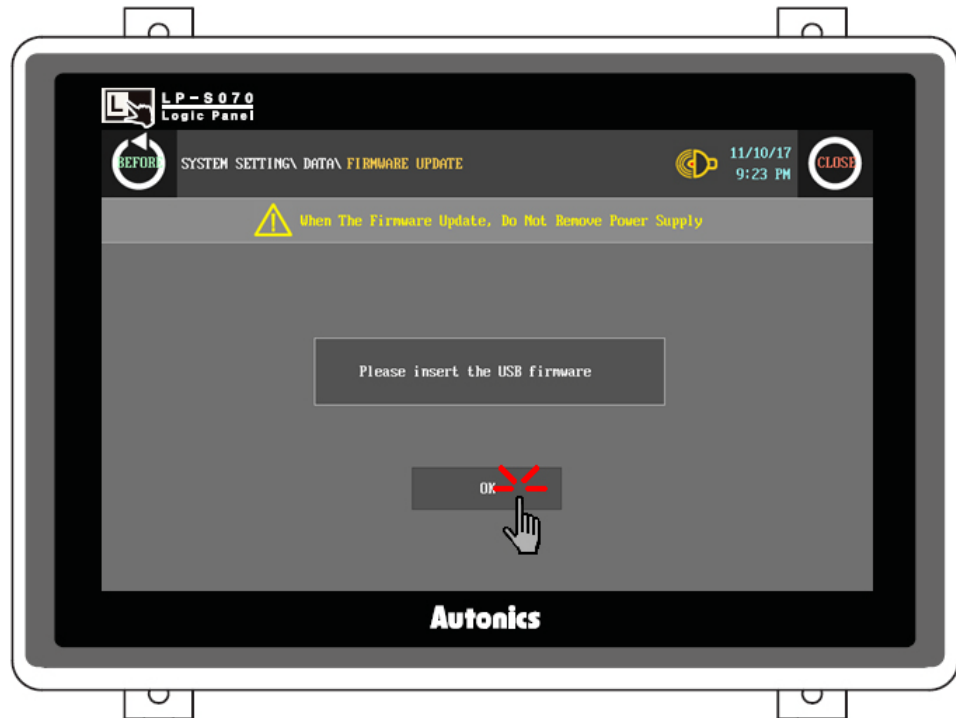 LP-S070
Logic Panel
BEFORE
SYSTEM SETTING\ DATA\ FIRMWARE UPDATE
11/10/17
9:23 PM
CLOSE
When The Firmware Update, Do Not Remove Power Supply
Please insert the USB firmware
OK
Autonics